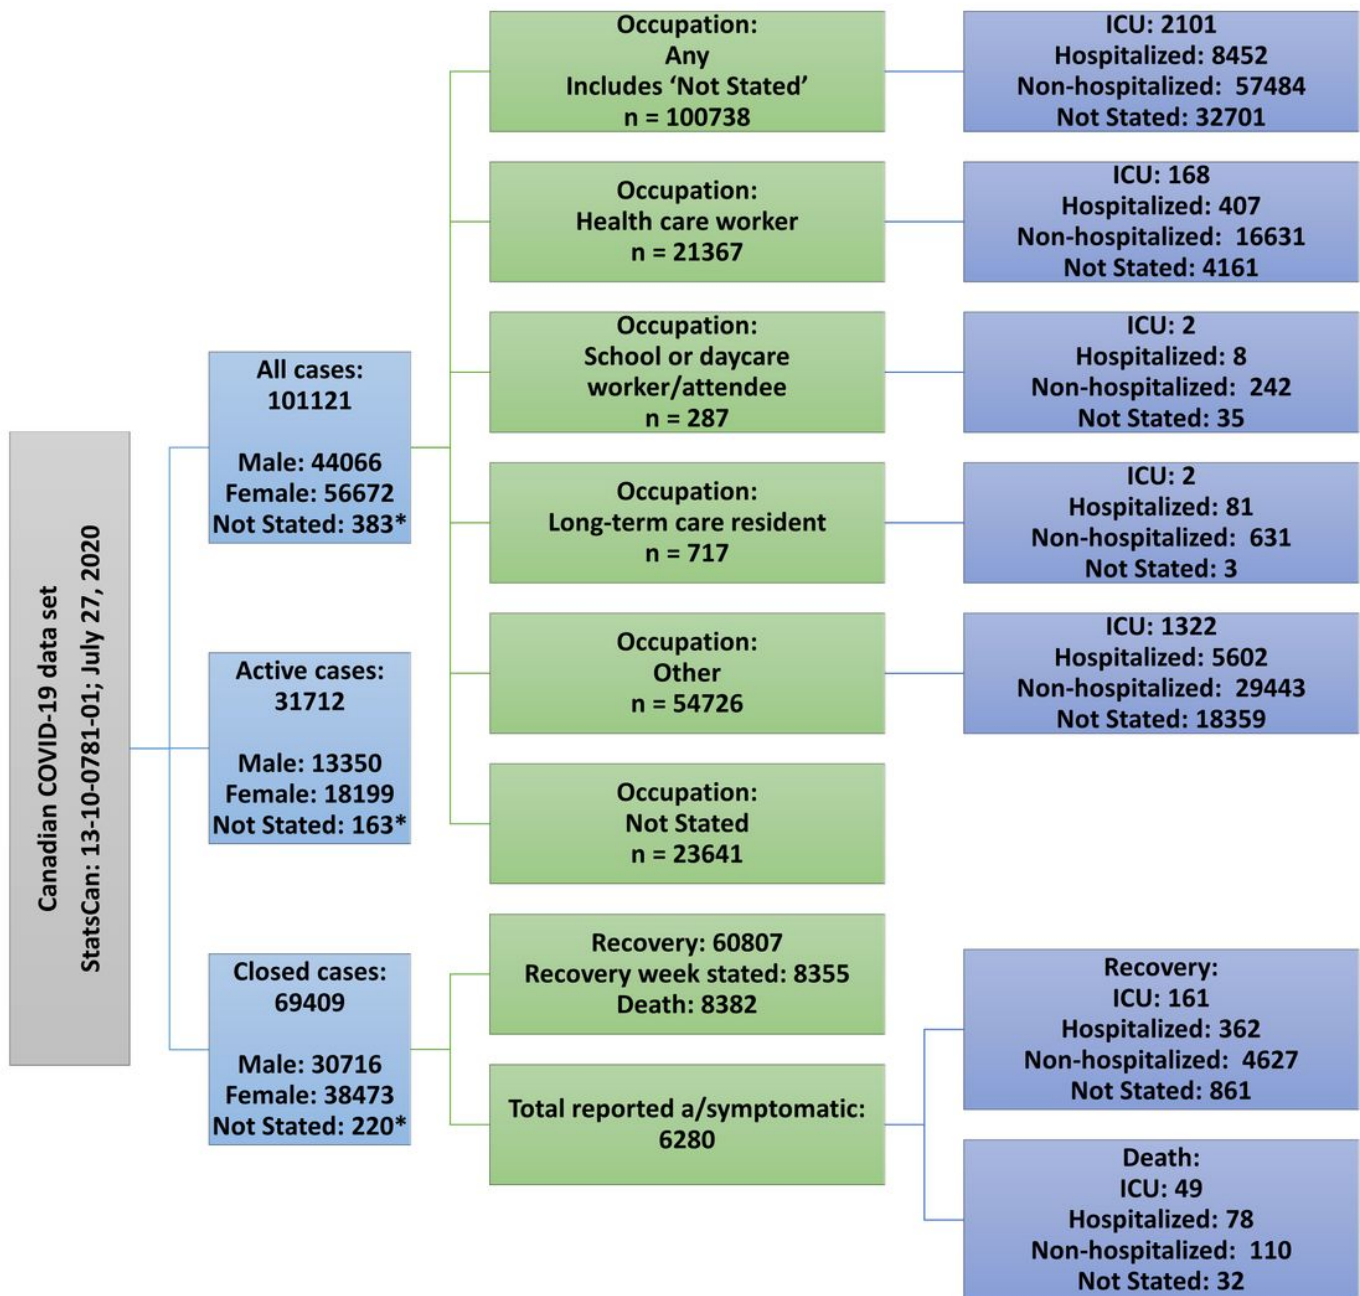 Canadian COVID-19 data set
StatsCan: 13-10-0781-01; July 27, 2020
All cases:
101121
Male: 44066
Female: 56672
Not Stated: 383*
Active cases:
31712
Male: 13350
Female: 18199
Not Stated: 163*
Closed cases:
69409
Male: 30716
Female: 38473
Not Stated: 220*
Occupation:
Any
Includes ‘Not Stated’
n = 100738
Occupation:
Health care worker
n = 21367
Occupation:
School or daycare
worker/attendee
n = 287
Occupation:
Long-term care resident
n = 717
Occupation:
Other
n = 54726
Occupation:
Not Stated
n = 23641
Recovery: 60807
Recovery week stated: 8355
Death: 8382
Total reported a/symptomatic:
6280
ICU: 2101
Hospitalized: 8452
Non-hospitalized: 57484
Not Stated: 32701
ICU: 168
Hospitalized: 407
Non-hospitalized: 16631
Not Stated: 4161
ICU: 2
Hospitalized: 8
Non-hospitalized: 242
Not Stated: 35
ICU: 2
Hospitalized: 81
Non-hospitalized: 631
Not Stated: 3
ICU: 1322
Hospitalized: 5602
Non-hospitalized: 29443
Not Stated: 18359
Recovery:
ICU: 161
Hospitalized: 362
Non-hospitalized: 4627
Not Stated: 861
Death:
ICU: 49
Hospitalized: 78
Non-hospitalized: 110
Not Stated: 32